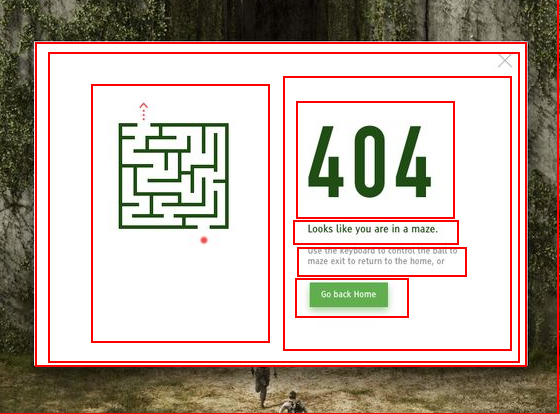 404
Looks like you are in a maze.
Use the keyboard to control the ball to
maze exit to return to the home, or
Go back Home